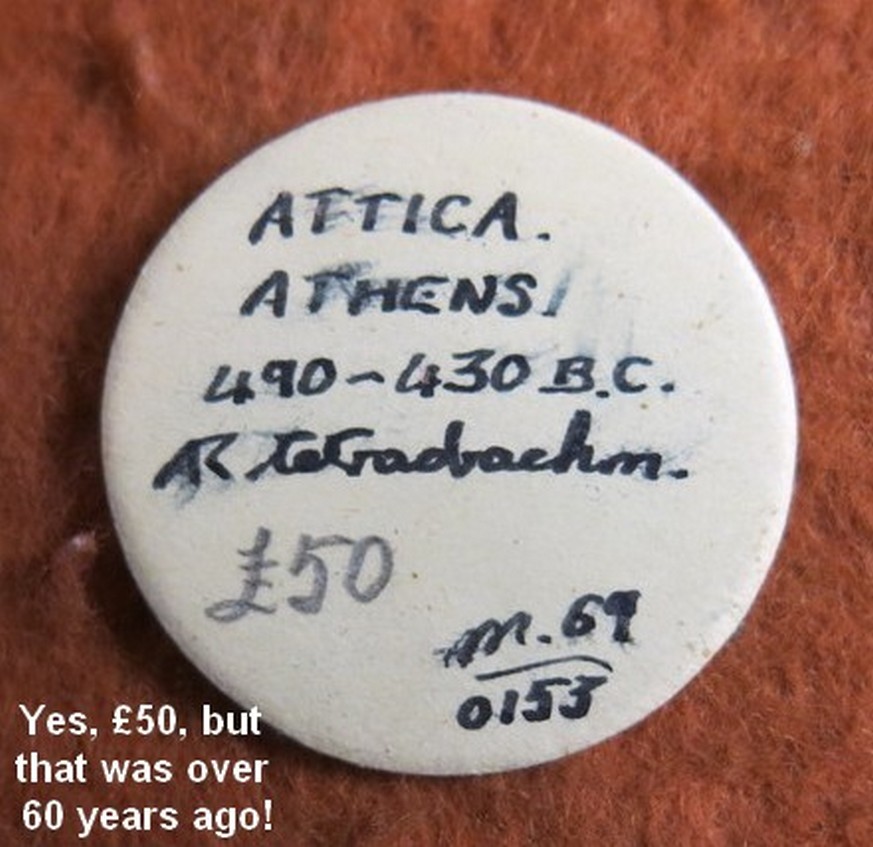 ATTICA.
ATHENS.
490-430 B.C.
AR tetradrachm.
£50
M.69
0153
Yes, £50, but
that was over
60 years ago!